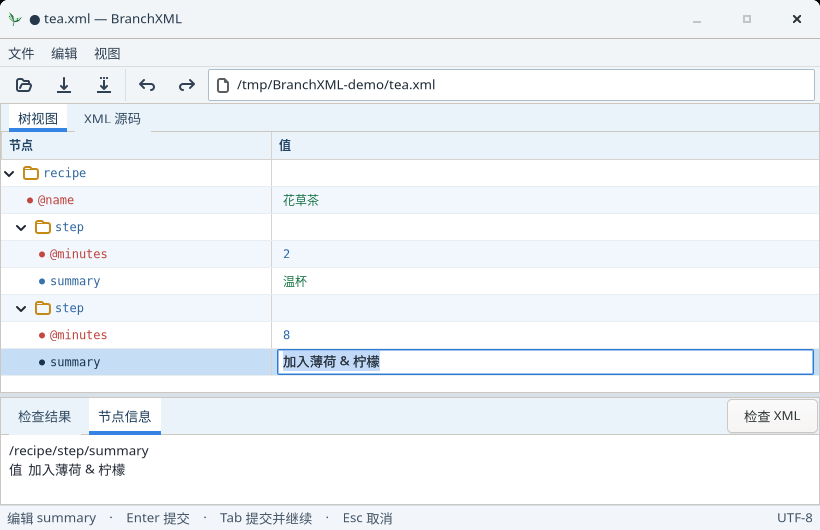 ● tea.xml — BranchXML
文件 编辑 视图
/tmp/BranchXML-demo/tea.xml
树视图 XML 源码
节点 值
recipe
@name 花草茶
step
@minutes 2
summary 温杯
step
@minutes 8
summary 加入薄荷 & 柠檬
检查结果 节点信息 检查 XML
/recipe/step/summary
值 加入薄荷 & 柠檬
编辑 summary · Enter 提交 · Tab 提交并继续 · Esc 取消 UTF-8